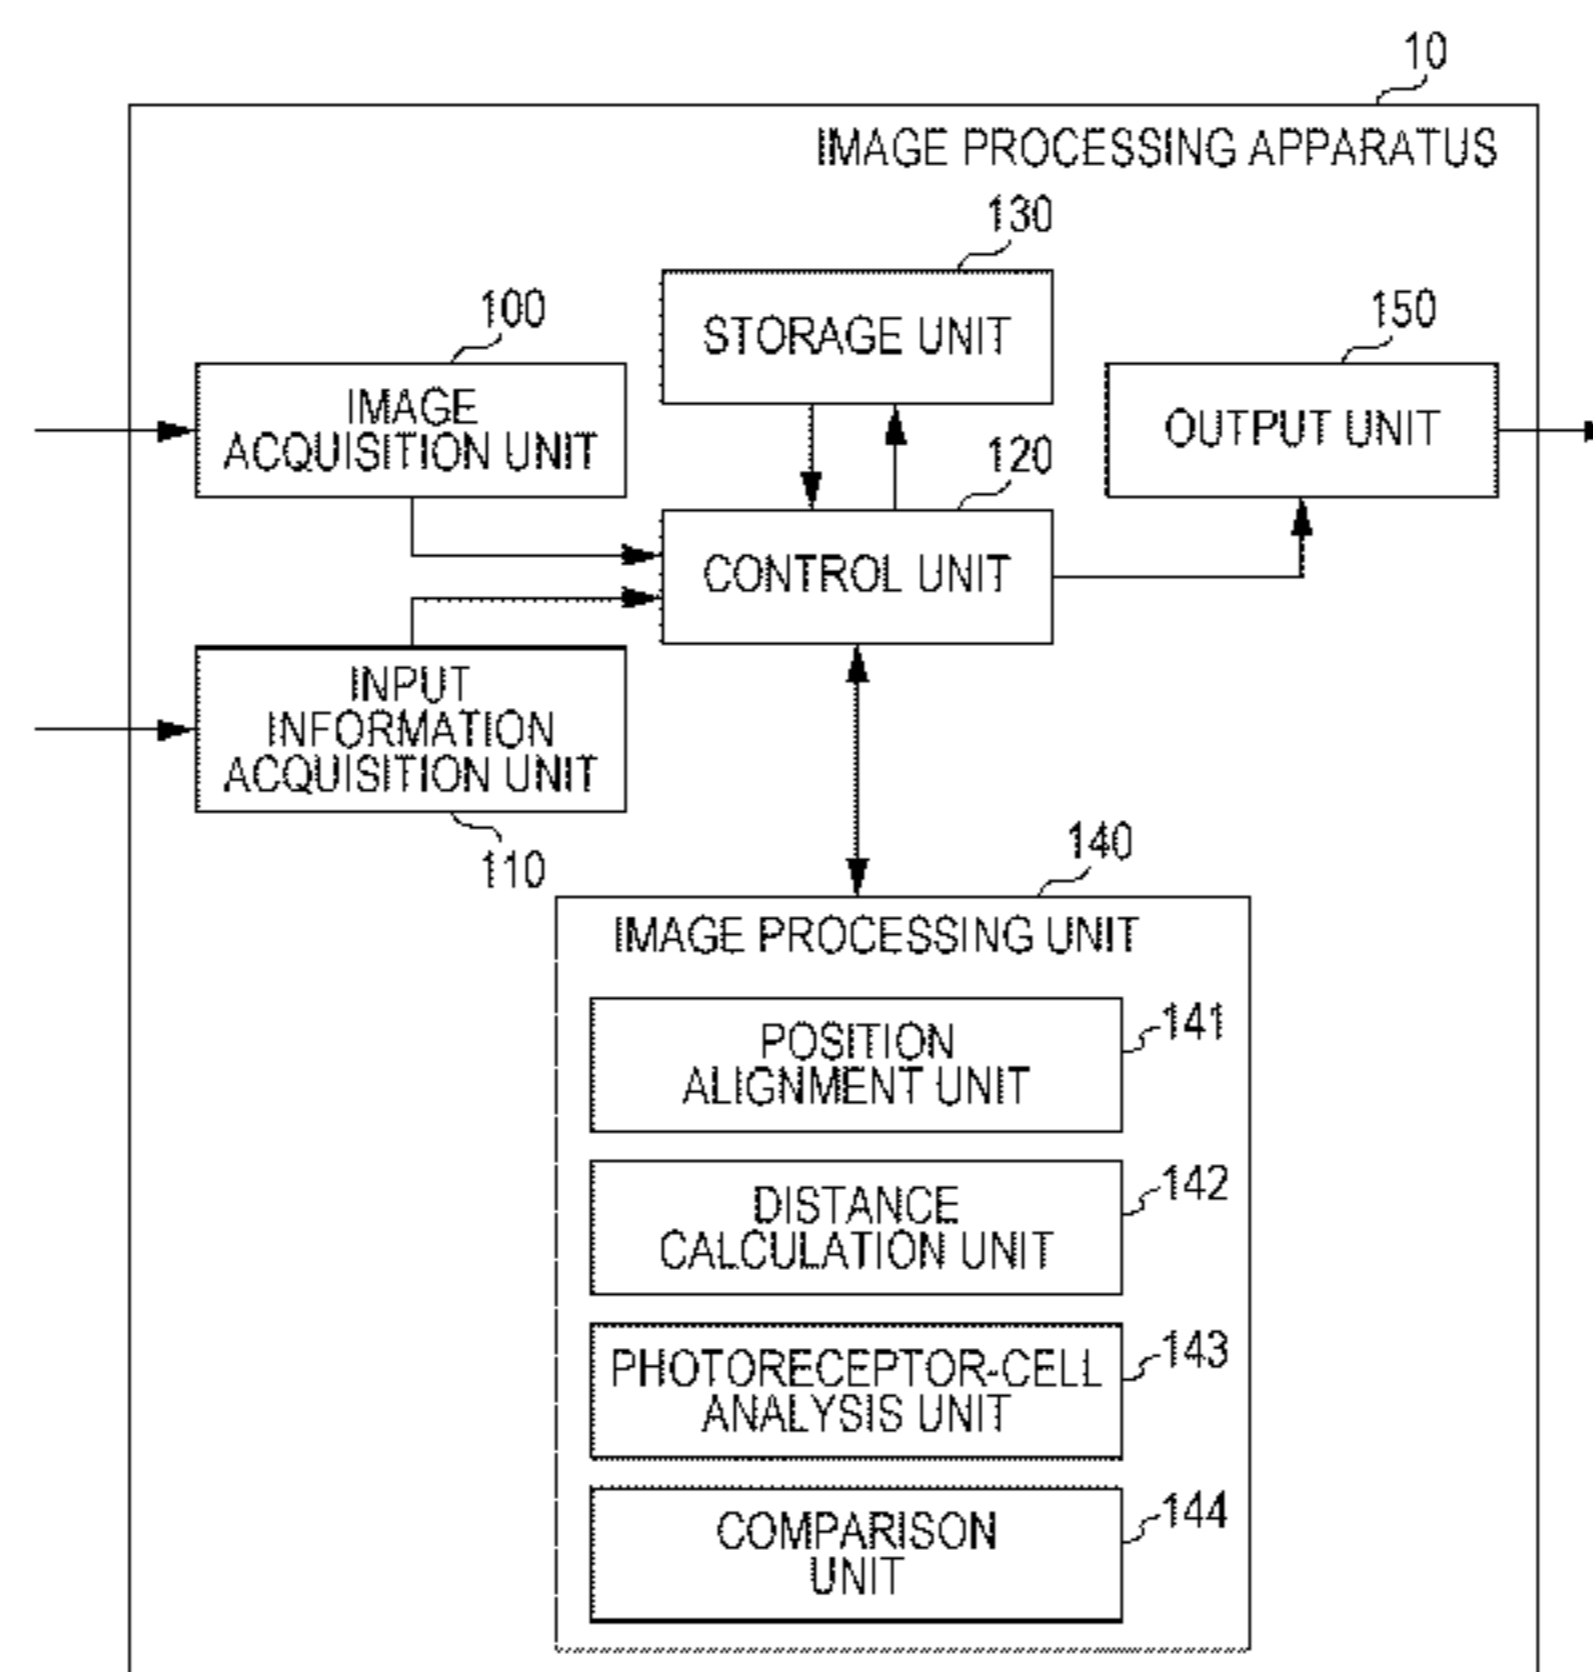 10
IMAGE PROCESSING APPARATUS
130
STORAGE UNIT
100
IMAGE
ACQUISITION UNIT
150
OUTPUT UNIT
120
CONTROL UNIT
INPUT
INFORMATION
ACQUISITION UNIT
110
140
IMAGE PROCESSING UNIT
POSITION
ALIGNMENT UNIT
141
DISTANCE
CALCULATION UNIT
142
PHOTORECEPTOR-CELL
ANALYSIS UNIT
143
COMPARISON
UNIT
144